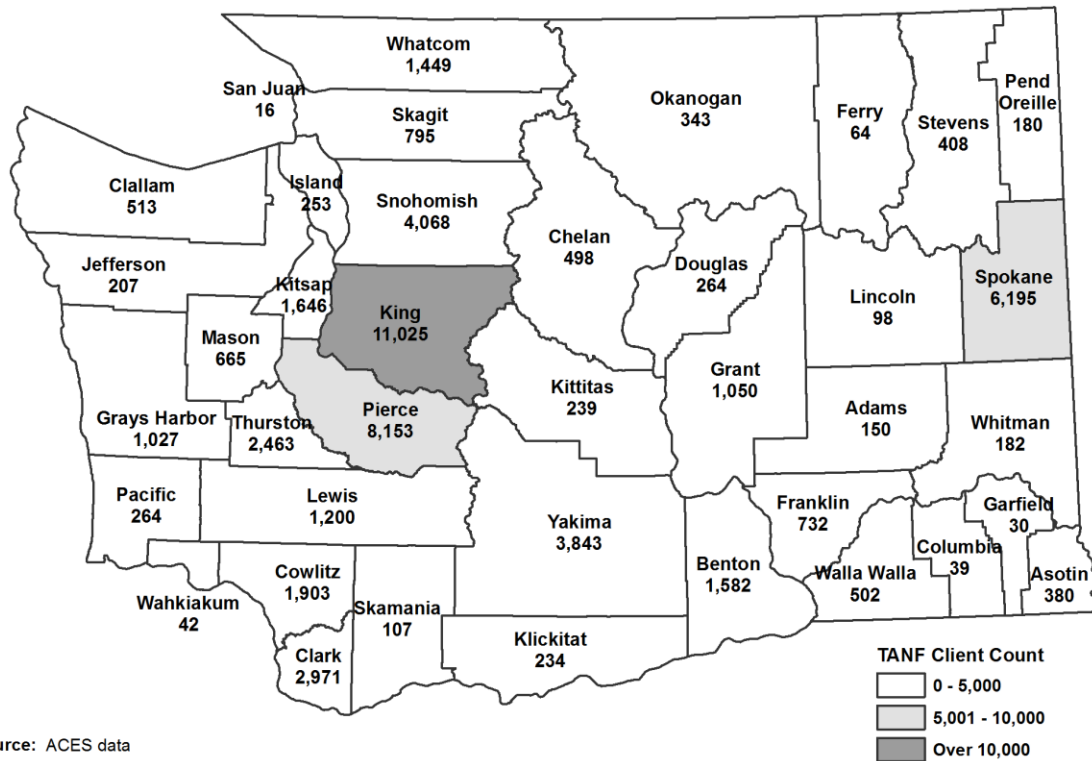 Whatcom
1,449
San Juan
16
Skagit
795
Okanogan
343
Ferry
64
Stevens
408
Pend
Oreille
180
Clallam
513
Island
253
Snohomish
4,068
Chelan
498
Douglas
264
Jefferson
207
Kitsap
1,646
King
11,025
Lincoln
98
Spokane
6,195
Mason
665
Kittitas
239
Grant
1,050
Grays Harbor
1,027
Thurston
2,463
Pierce
8,153
Adams
150
Whitman
182
Pacific
264
Lewis
1,200
Yakima
3,843
Franklin
732
Garfield
30
Benton
1,582
Walla Walla
502
Columbia
39
Asotin
380
Wahkiakum
42
Cowlitz
1,903
Skamania
107
Clark
2,971
Klickitat
234
TANF Client Count
0 - 5,000
5,001 - 10,000
Over 10,000
urce: ACES data